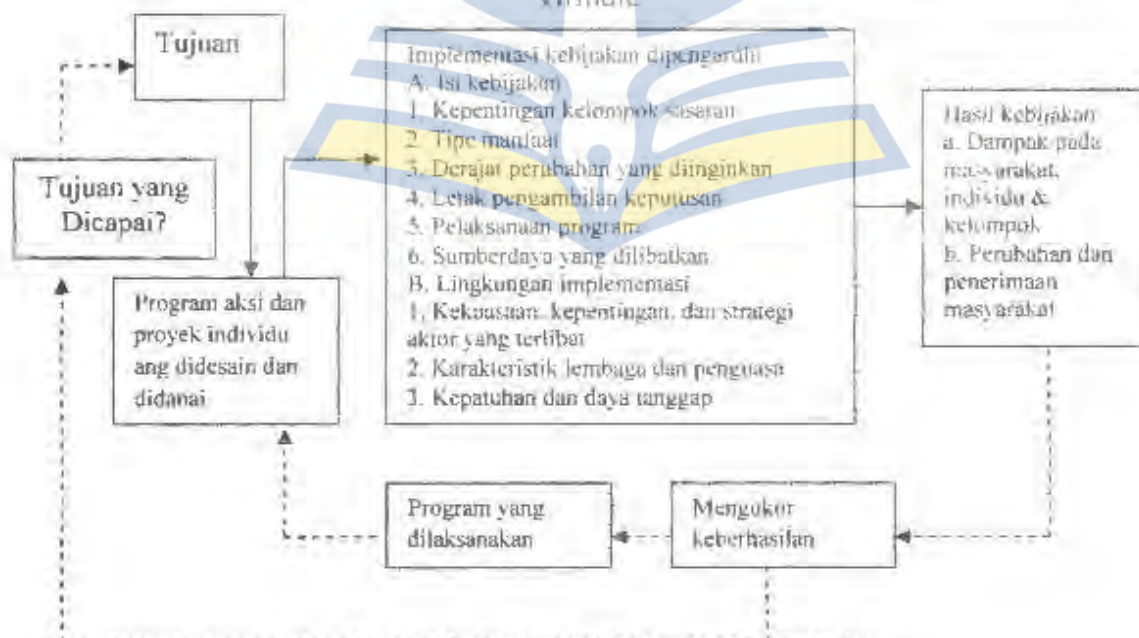 Tujuan
Tujuan yang
Dicapai?
Program aksi dan
proyek individu
ang didesain dan
didanai
Implementasi kebijakan dipengaruhi
A. Isi kebijakan
1. Kepentingan kelompok sasaran
2. Tipe manfaat
3. Derajat perubahan yang diinginkan
4. Letak pengambilan keputusan
5. Pelaksanaan program
6. Sumberdaya yang dilibatkan
B. Lingkungan implementasi
1. Kekuasaan, kepentingan, dan strategi
aktor yang terlibat
2. Karakteristik lembaga dan penguasa
3. Kepatuhan dan daya tanggap
Hasil kebijakan
a. Dampak pada
masyarakat,
individu &
kelompok
b. Perubahan dan
penerimaan
masyarakat
Program yang
dilaksanakan
Mengukur
keberhasilan